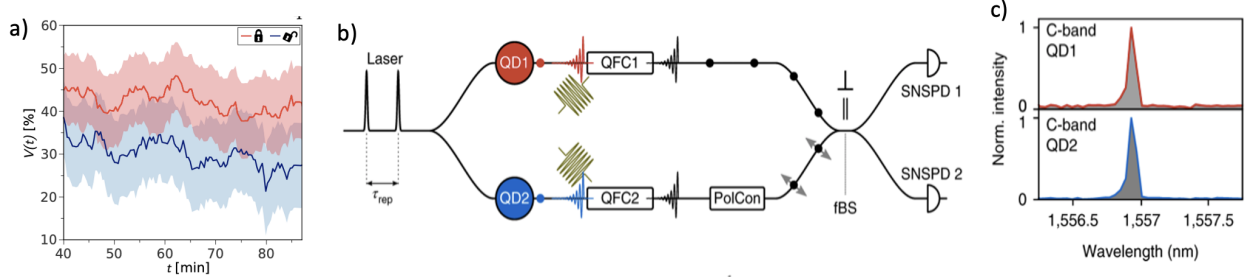 a)
60
50
40
30
20
10
V(t) [%]
40 50 60 70 80
t [min]
b)
Laser
τrep
QD1
QFC1
QD2
QFC2
PolCon
⊥
||
fBS
SNSPD 1
SNSPD 2
c)
Norm. intensity
1
0
C-band
QD1
1
0
C-band
QD2
1,556.5 1,557 1,557.5
Wavelength (nm)